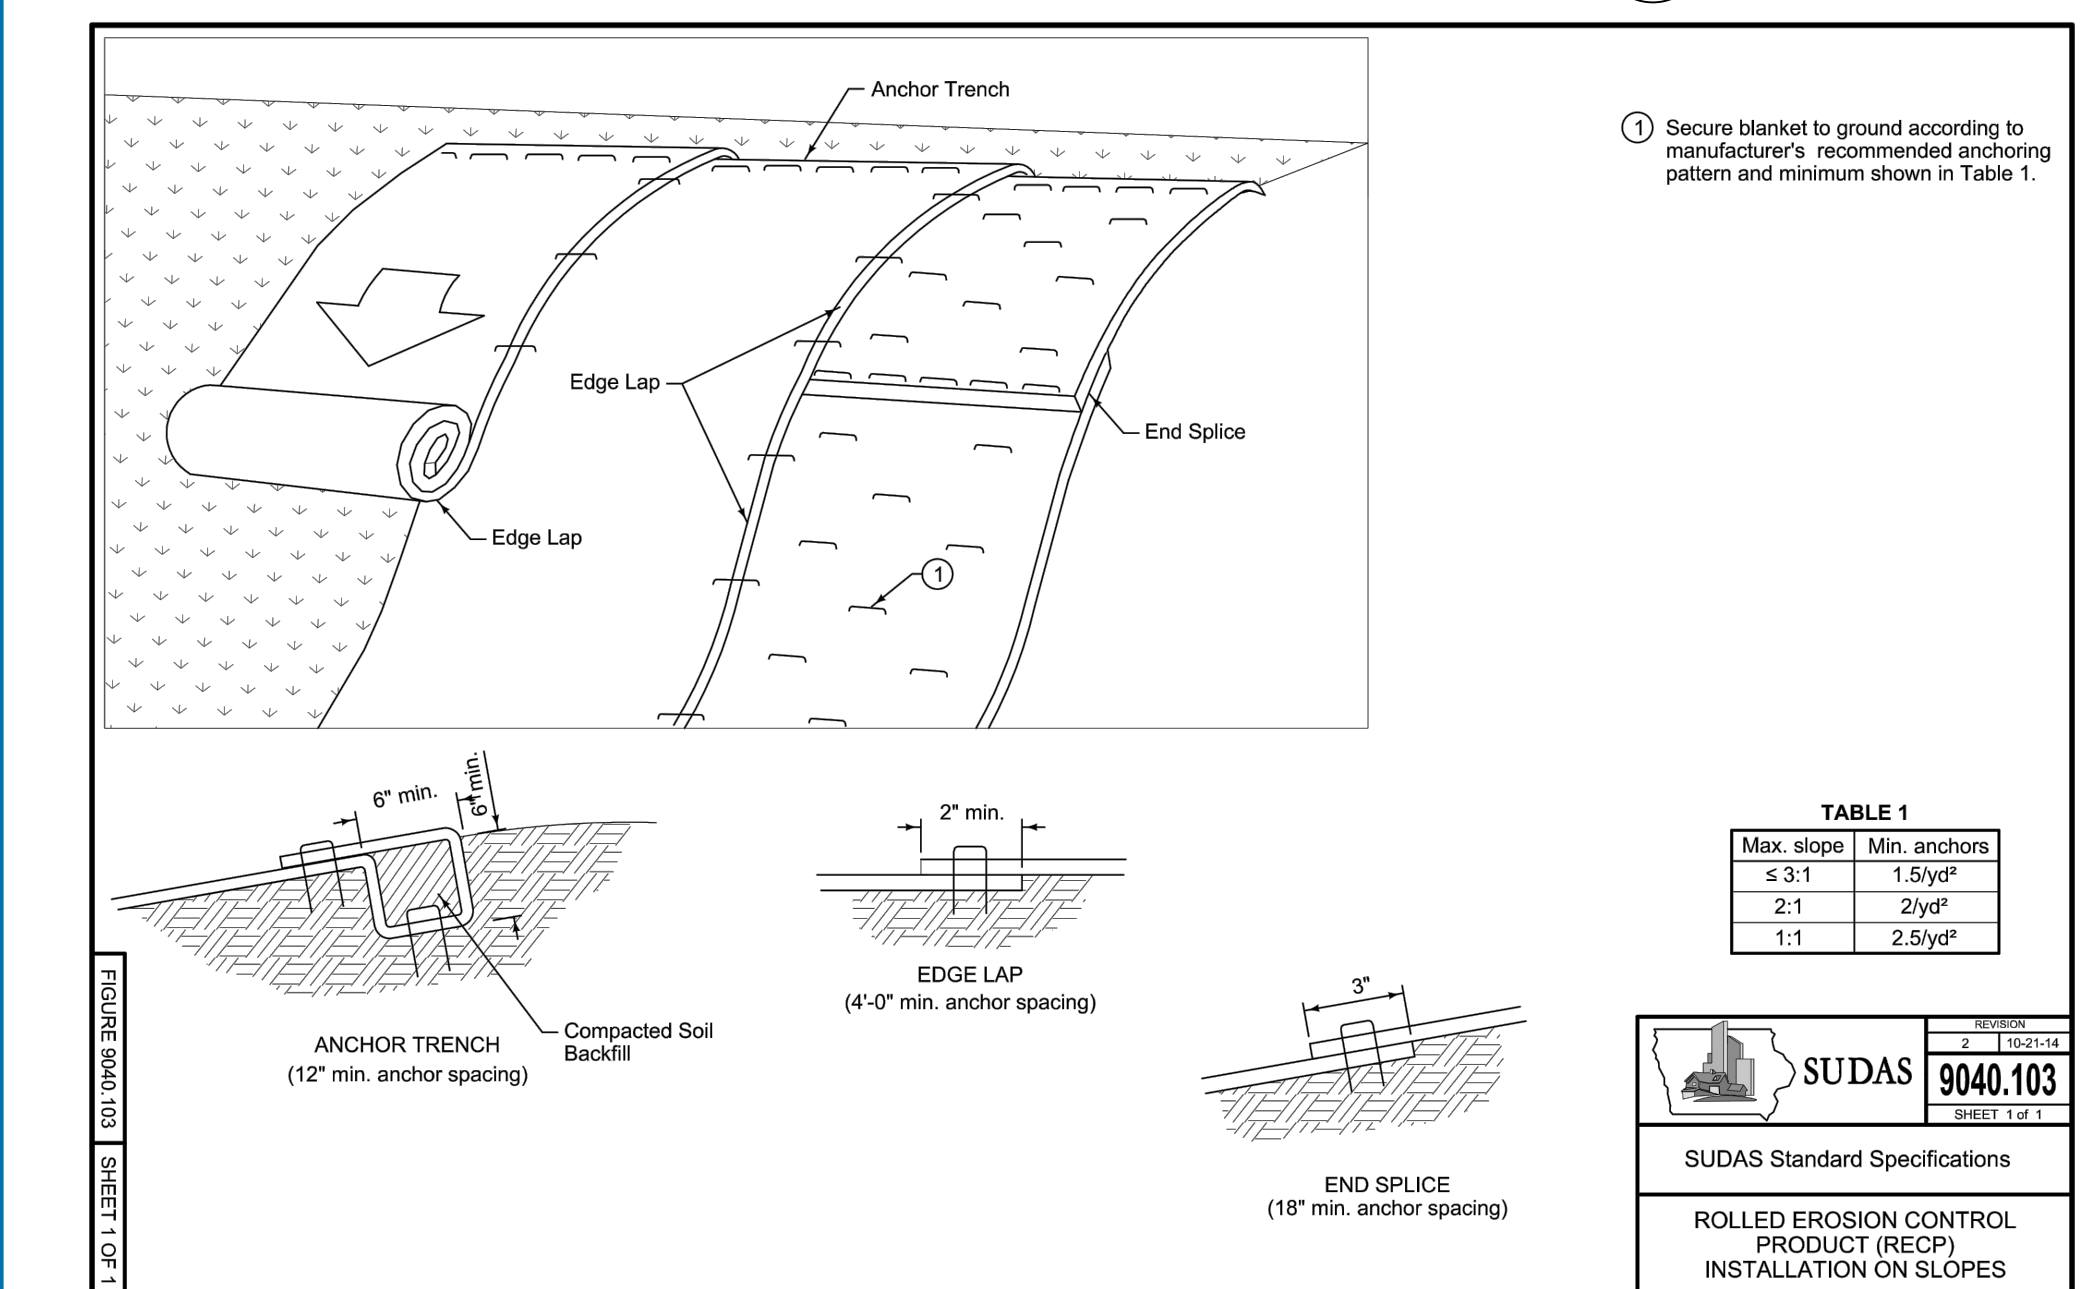 Anchor Trench
1 Secure blanket to ground according to
manufacturer's recommended anchoring
pattern and minimum shown in Table 1.
Edge Lap
End Splice
Edge Lap
1
6" min.
6" min.
2" min.
TABLE 1
Max. slope Min. anchors
≤ 3:1 1.5/yd²
2:1 2/yd²
1:1 2.5/yd²
EDGE LAP
(4'-0" min. anchor spacing)
3"
Compacted Soil
Backfill
ANCHOR TRENCH
(12" min. anchor spacing)
END SPLICE
(18" min. anchor spacing)
FIGURE 9040.103
SHEET 1 OF 1
SUDAS
REVISION
2 10-21-14
9040.103
SHEET 1 of 1
SUDAS Standard Specifications
ROLLED EROSION CONTROL
PRODUCT (RECP)
INSTALLATION ON SLOPES